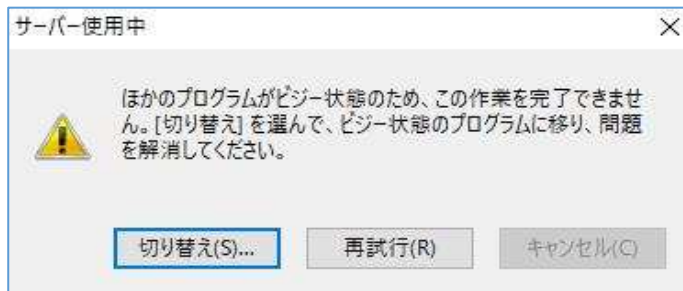 サーバー使用中
ほかのプログラムがビジー状態のため、この作業を完了できませ
ん。[切り替え] を選んで、ビジー状態のプログラムに移り、問題
を解消してください。
切り替え(S)... 再試行(R) キャンセル(C)